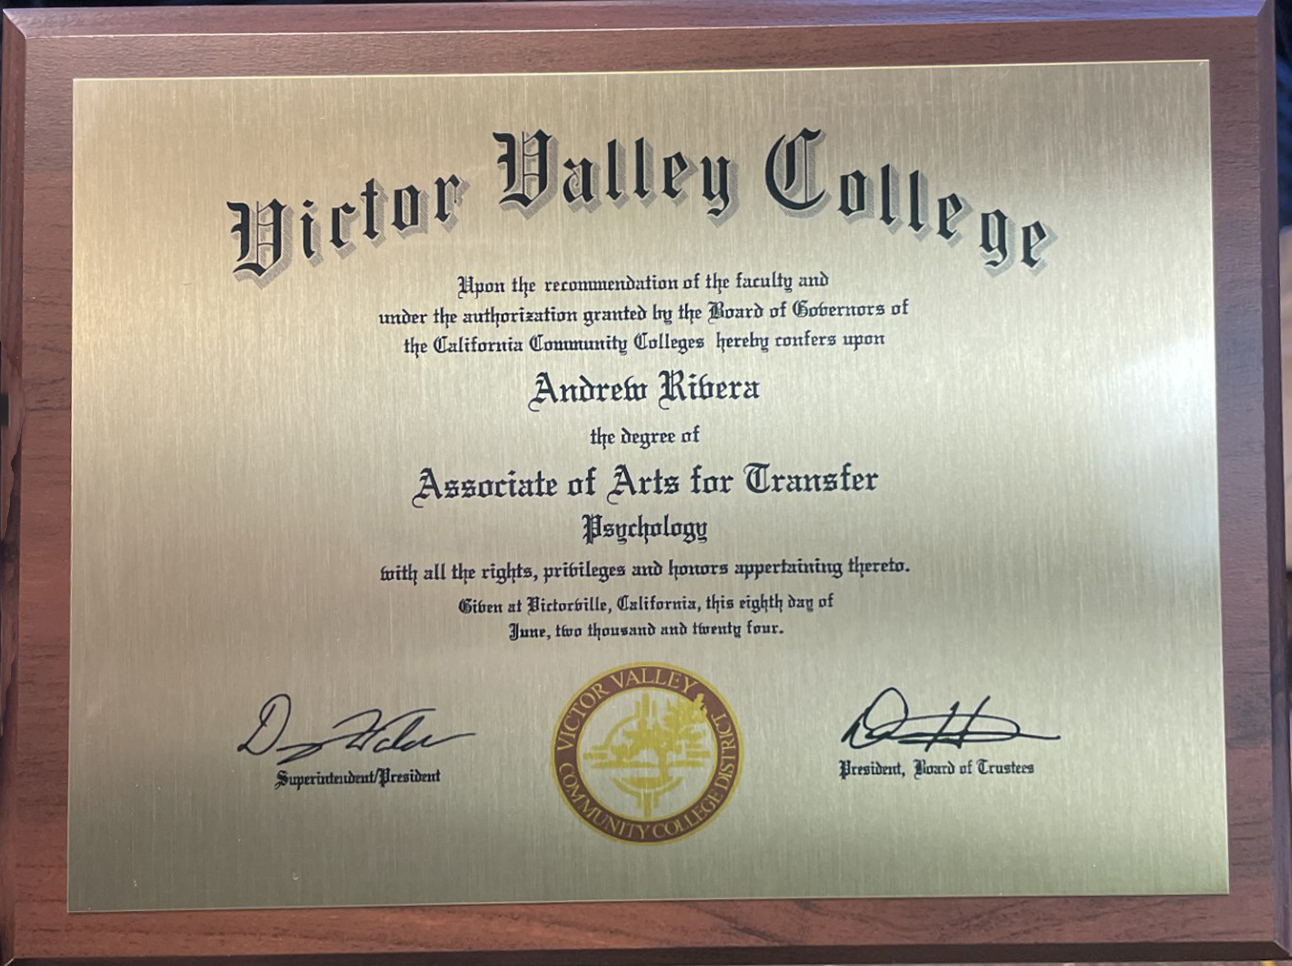 Victor Valley College
Upon the recommendation of the faculty and
under the authorization granted by the Board of Governors of
the California Community Colleges hereby confers upon
Andrew Rivera
the degree of
Associate of Arts for Transfer
Psychology
with all the rights, privileges and honors appertaining thereto.
Given at Victorville, California, this eighth day of
June, two thousand and twenty four.
VICTOR VALLEY
COMMUNITY COLLEGE DISTRICT
Superintendent/President
President, Board of Trustees